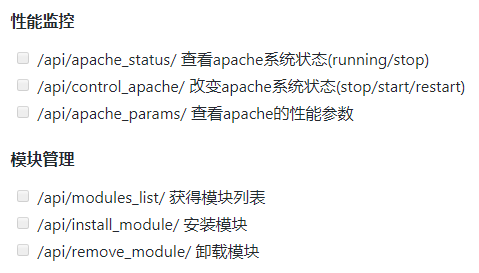 性能监控
/api/apache_status/ 查看apache系统状态(running/stop)
/api/control_apache/ 改变apache系统状态(stop/start/restart)
/api/apache_params/ 查看apache的性能参数
模块管理
/api/modules_list/ 获得模块列表
/api/install_module/ 安装模块
/api/remove_module/ 卸载模块